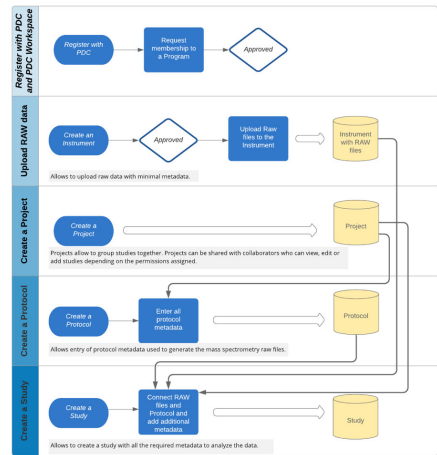 Register with PDC
and PDC Workspace
Register with
PDC
Request
membership to
a Program
Approved
Upload RAW data
Create an
Instrument
Approved
Upload Raw
files to the
Instrument
Instrument
with RAW
files
Allows to upload raw data with minimal metadata.
Create a Project
Create a
Project
Project
Projects allow to group studies together. Projects can be shared with collaborators who can view, edit or
add studies depending on the permissions assigned.
Create a Protocol
Create a
Protocol
Enter all
protocol
metadata
Protocol
Allows entry of protocol metadata used to generate the mass spectrometry raw files.
Create a Study
Create a
Study
Connect RAW
files and
Protocol and
add additional
metadata
Study
Allows to create a study with all the required metadata to analyze the data.